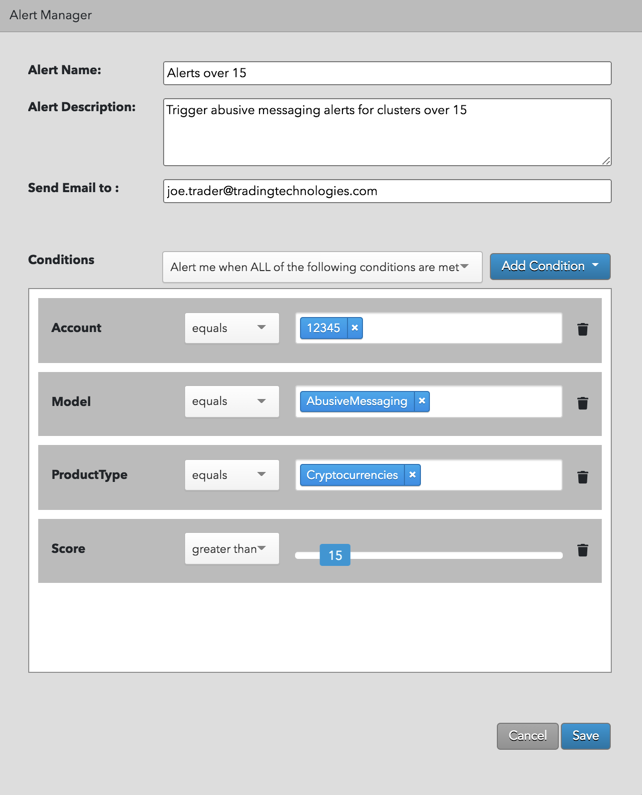 Alert Manager
Alert Name:
Alerts over 15
Alert Description:
Trigger abusive messaging alerts for clusters over 15
Send Email to :
joe.trader@tradingtechnologies.com
Conditions
Alert me when ALL of the following conditions are met
Add Condition
Account
equals
12345 ×
Model
equals
AbusiveMessaging ×
ProductType
equals
Cryptocurrencies ×
Score
greater than
15
Cancel
Save